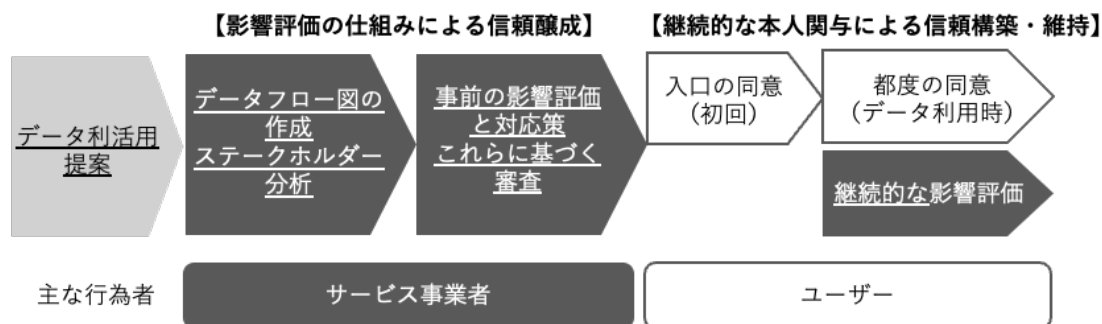 【影響評価の仕組みによる信頼醸成】
【継続的な本人関与による信頼構築・維持】
データ利活用
提案
データフロー図の
作成
ステークホルダー
分析
事前の影響評価
と対応策
これらに基づく
審査
入口の同意
(初回)
都度の同意
(データ利用時)
継続的な影響評価
主な行為者
サービス事業者
ユーザー